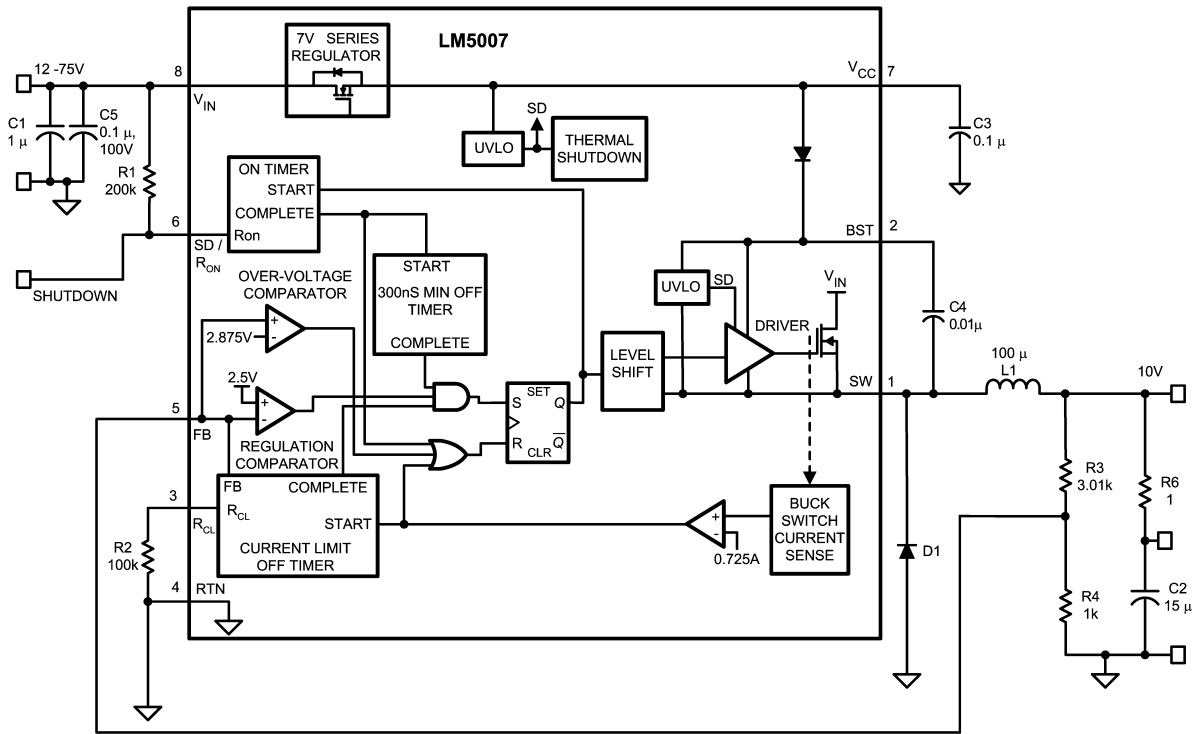 LM5007
7V SERIES
REGULATOR
12 -75V
8
V_IN
V_CC
7
C1
1 µ
C5
0.1 µ,
100V
R1
200k
SD
UVLO
THERMAL
SHUTDOWN
C3
0.1 µ
ON TIMER
START
COMPLETE
Ron
6
SD /
R_ON
SHUTDOWN
BST
2
START
300nS MIN OFF
TIMER
COMPLETE
OVER-VOLTAGE
COMPARATOR
+
-
2.875V
UVLO
SD
V_IN
DRIVER
C4
0.01µ
LEVEL
SHIFT
SW
1
100 µ
L1
10V
2.5V
+
-
5
FB
REGULATION
COMPARATOR
SET
S
Q
R
Q̅
CLR
FB
COMPLETE
3
R_CL
R_CL
START
CURRENT LIMIT
OFF TIMER
R2
100k
4
RTN
+
-
0.725A
BUCK
SWITCH
CURRENT
SENSE
D1
R3
3.01k
R6
1
R4
1k
C2
15 µ